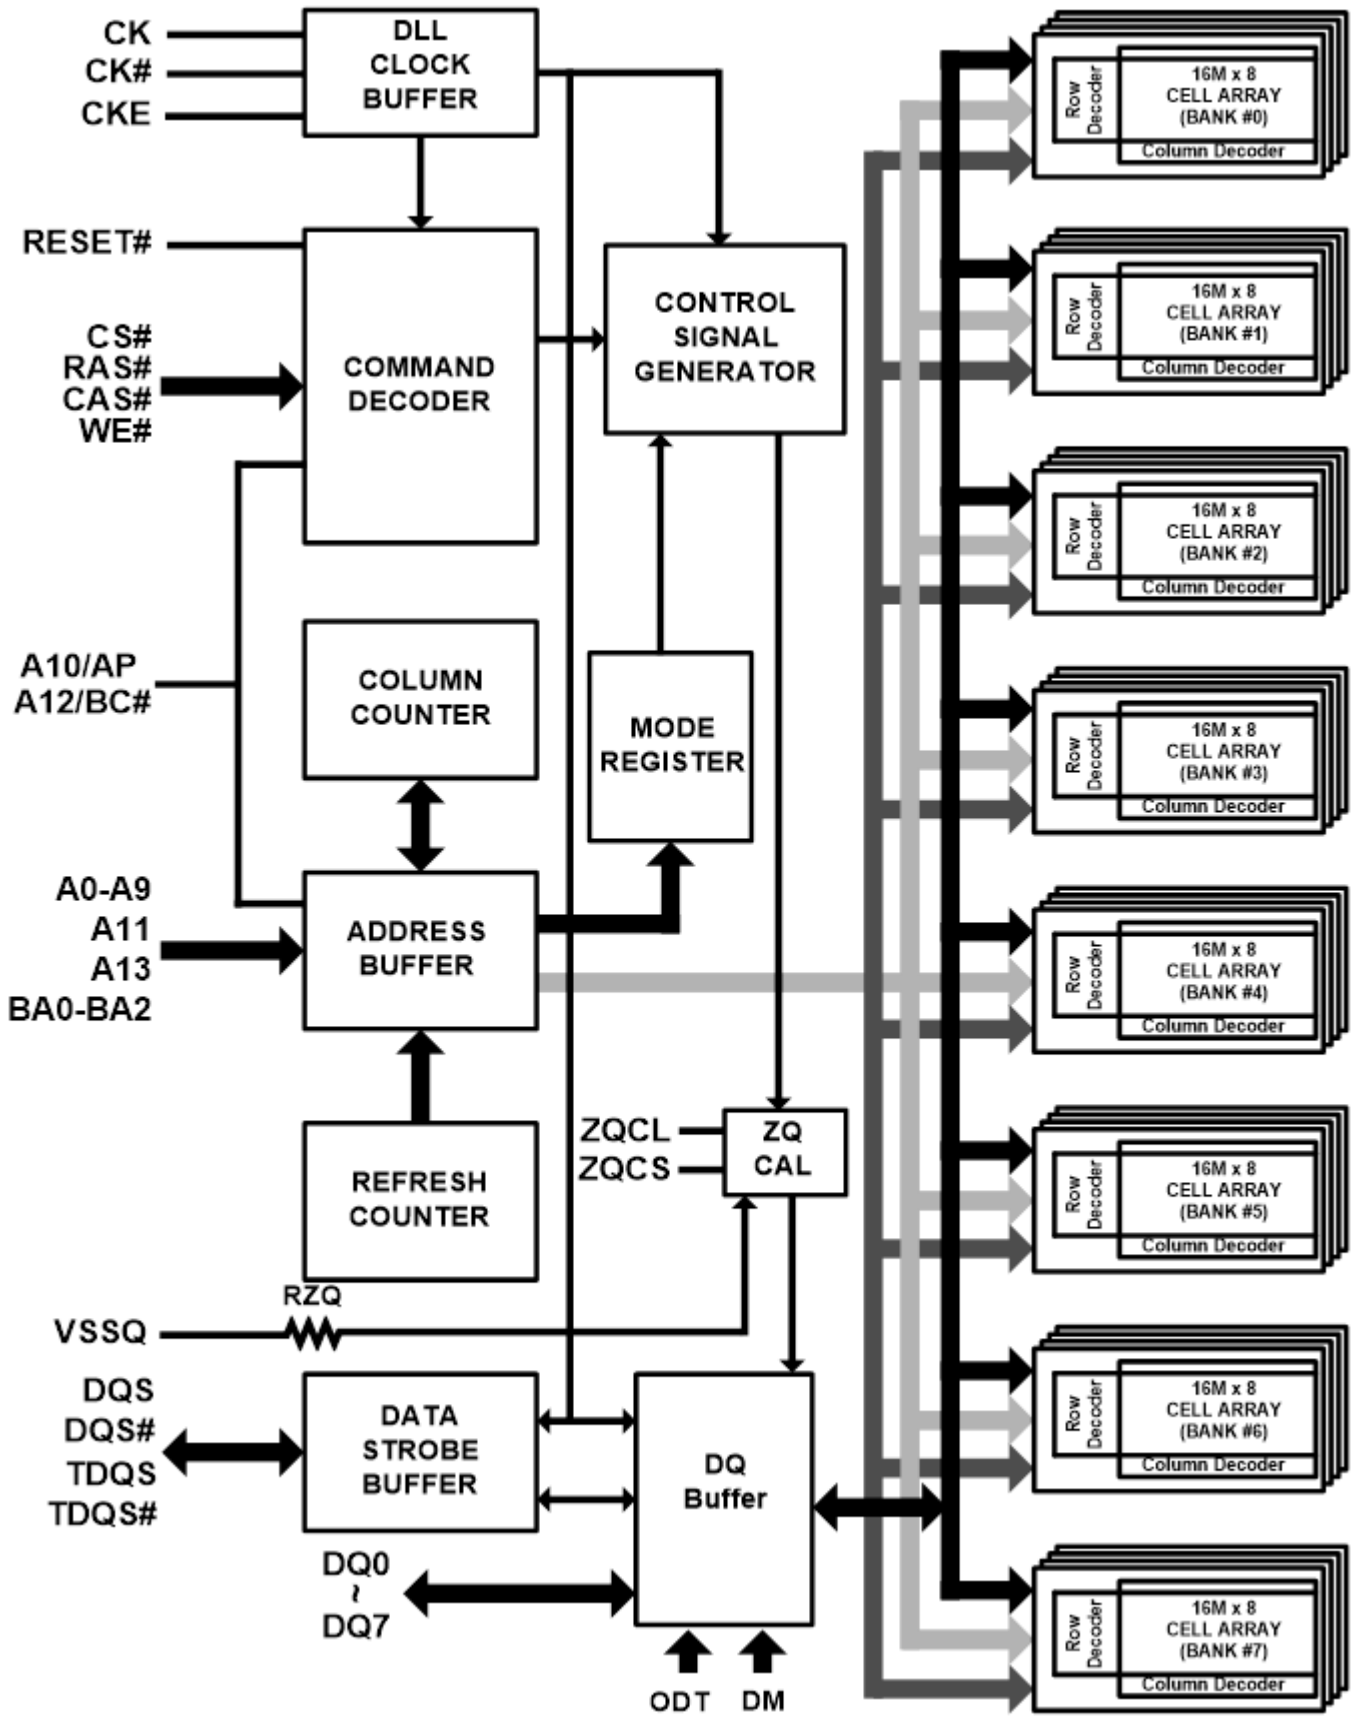 CK
CK#
CKE
DLL
CLOCK
BUFFER
RESET#
CS#
RAS#
CAS#
WE#
COMMAND
DECODER
CONTROL
SIGNAL
GENERATOR
A10/AP
A12/BC#
COLUMN
COUNTER
MODE
REGISTER
A0-A9
A11
A13
BA0-BA2
ADDRESS
BUFFER
REFRESH
COUNTER
ZQCL
ZQCS
ZQ
CAL
RZQ
VSSQ
DQS
DQS#
TDQS
TDQS#
DATA
STROBE
BUFFER
DQ
Buffer
DQ0
~
DQ7
ODT
DM
Row
Decoder
16M x 8
CELL ARRAY
(BANK #0)
Column Decoder
Row
Decoder
16M x 8
CELL ARRAY
(BANK #1)
Column Decoder
Row
Decoder
16M x 8
CELL ARRAY
(BANK #2)
Column Decoder
Row
Decoder
16M x 8
CELL ARRAY
(BANK #3)
Column Decoder
Row
Decoder
16M x 8
CELL ARRAY
(BANK #4)
Column Decoder
Row
Decoder
16M x 8
CELL ARRAY
(BANK #5)
Column Decoder
Row
Decoder
16M x 8
CELL ARRAY
(BANK #6)
Column Decoder
Row
Decoder
16M x 8
CELL ARRAY
(BANK #7)
Column Decoder